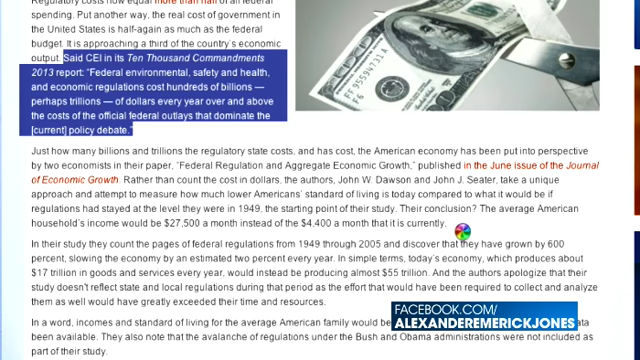 Regulatory costs now equal more than half of all federal
spending. Put another way, the real cost of government in
the United States is half-again as much as the federal
budget. It is approaching a third of the country's economic
output. Said CEI in its Ten Thousand Commandments
2013 report: "Federal environmental, safety and health,
and economic regulations cost hundreds of billions —
perhaps trillions — of dollars every year over and above
the costs of the official federal outlays that dominate the
[current] policy debate."
FF 95594731 A
Just how many billions and trillions the regulatory state costs, and has cost, the American economy has been put into perspective
by two economists in their paper, "Federal Regulation and Aggregate Economic Growth," published in the June issue of the Journal
of Economic Growth. Rather than count the cost in dollars, the authors, John W. Dawson and John J. Seater, take a unique
approach and attempt to measure how much lower Americans' standard of living is today compared to what it would be if
regulations had stayed at the level they were in 1949, the starting point of their study. Their conclusion? The average American
household's income would be $27,500 a month instead of the $4,400 a month that it is currently.
In their study they count the pages of federal regulations from 1949 through 2005 and discover that they have grown by 600
percent, slowing the economy by an estimated two percent every year. In simple terms, today's economy, which produces about
$17 trillion in goods and services every year, would instead be producing almost $55 trillion. And the authors apologize that their
study doesn't reflect state and local regulations during that period as the effort that would have been required to collect and analyze
them as well would have greatly exceeded their time and resources.
In a word, incomes and standard of living for the average American family would be
data
been available. They also note that the avalanche of regulations under the Bush and Obama administrations were not included as
part of their study.
FACEBOOK.COM/
ALEXANDEREMERICKJONES